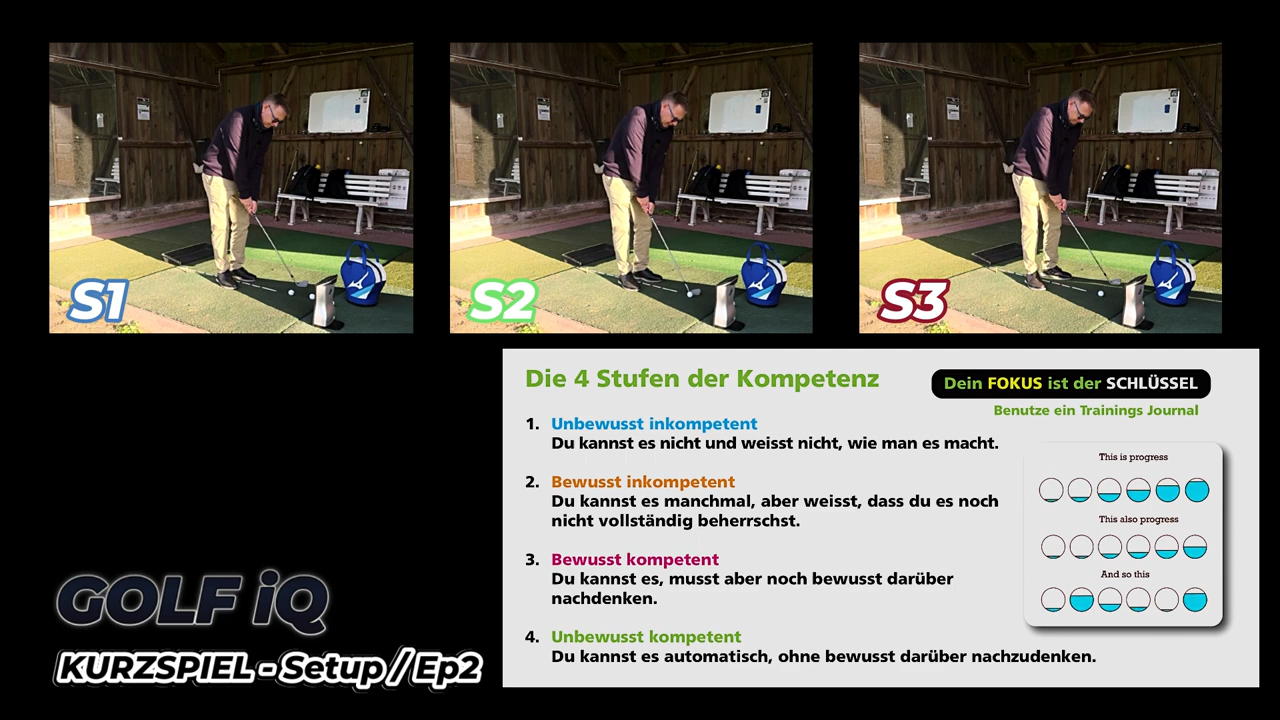 S1
S2
S3
Die 4 Stufen der Kompetenz
Dein FOKUS ist der SCHLÜSSEL
Benutze ein Trainings Journal
1. Unbewusst inkompetent
Du kannst es nicht und weisst nicht, wie man es macht.
2. Bewusst inkompetent
Du kannst es manchmal, aber weisst, dass du es noch
nicht vollständig beherrschst.
3. Bewusst kompetent
Du kannst es, musst aber noch bewusst darüber
nachdenken.
4. Unbewusst kompetent
Du kannst es automatisch, ohne bewusst darüber nachzudenken.
This is progress
This also progress
And so this
GOLF iQ
KURZSPIEL - Setup / Ep2